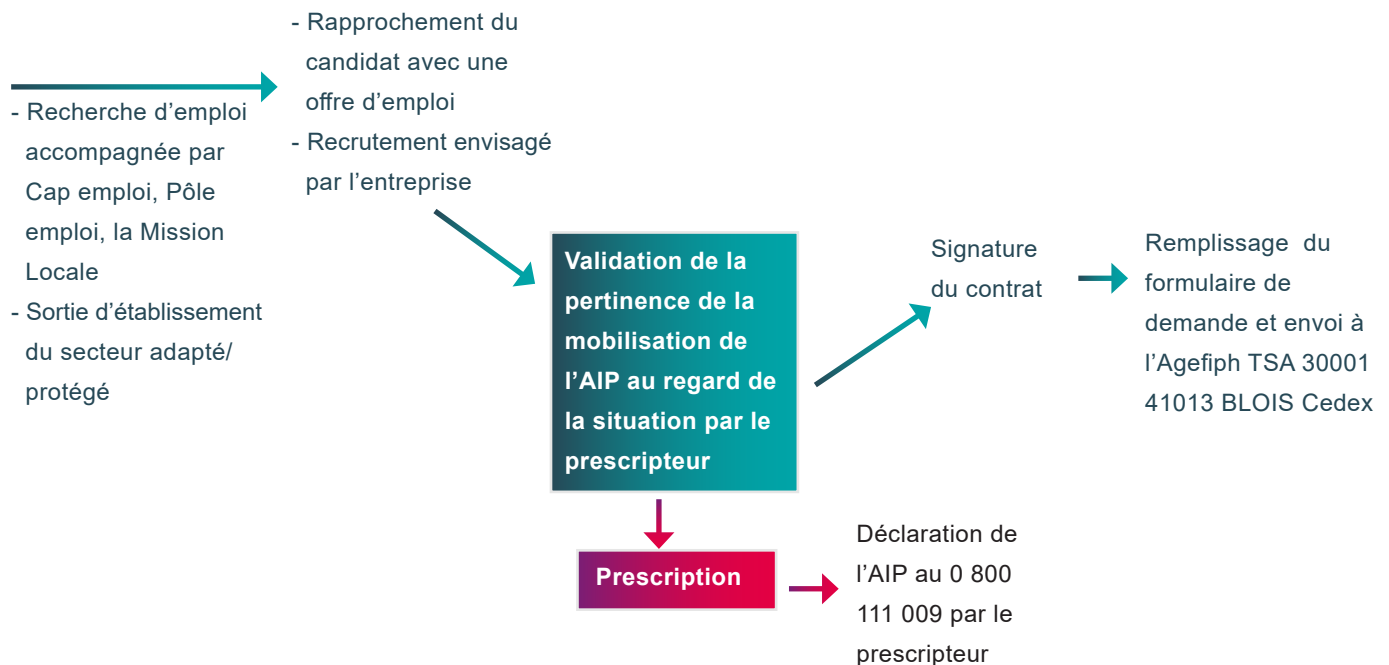 - Recherche d’emploi
accompagnée par
Cap emploi, Pôle
emploi, la Mission
Locale
- Sortie d’établissement
du secteur adapté/
protégé
- Rapprochement du
candidat avec une
offre d’emploi
- Recrutement envisagé
par l’entreprise
Validation de la
pertinence de la
mobilisation de
l’AIP au regard de
la situation par le
prescripteur
Signature
du contrat
Remplissage du
formulaire de
demande et envoi à
l’Agefiph TSA 30001
41013 BLOIS Cedex
Prescription
Déclaration de
l’AIP au 0 800
111 009 par le
prescripteur